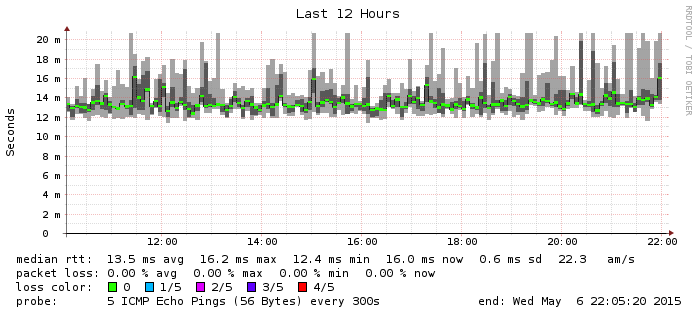 Last 12 Hours
RRDTOOL / TOBI OETIKER
Seconds
20 m
18 m
16 m
14 m
12 m
10 m
8 m
6 m
4 m
2 m
0
12:00 14:00 16:00 18:00 20:00 22:00
median rtt: 13.5 ms avg 16.2 ms max 12.4 ms min 16.0 ms now 0.6 ms sd 22.3 am/s
packet loss: 0.00 % avg 0.00 % max 0.00 % min 0.00 % now
loss color: 0 1/5 2/5 3/5 4/5
probe: 5 ICMP Echo Pings (56 Bytes) every 300s end: Wed May 6 22:05:20 2015